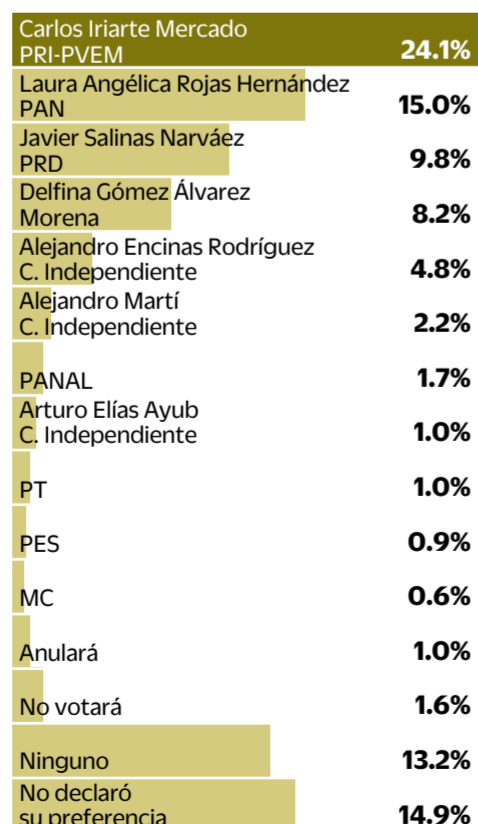 Carlos Iriarte Mercado
PRI-PVEM 24.1%
Laura Angélica Rojas Hernández
PAN 15.0%
Javier Salinas Narváez
PRD 9.8%
Delfina Gómez Álvarez
Morena 8.2%
Alejandro Encinas Rodríguez
C. Independiente 4.8%
Alejandro Martí
C. Independiente 2.2%
PANAL 1.7%
Arturo Elías Ayub
C. Independiente 1.0%
PT 1.0%
PES 0.9%
MC 0.6%
Anulará 1.0%
No votará 1.6%
Ninguno 13.2%
No declaró
su preferencia 14.9%